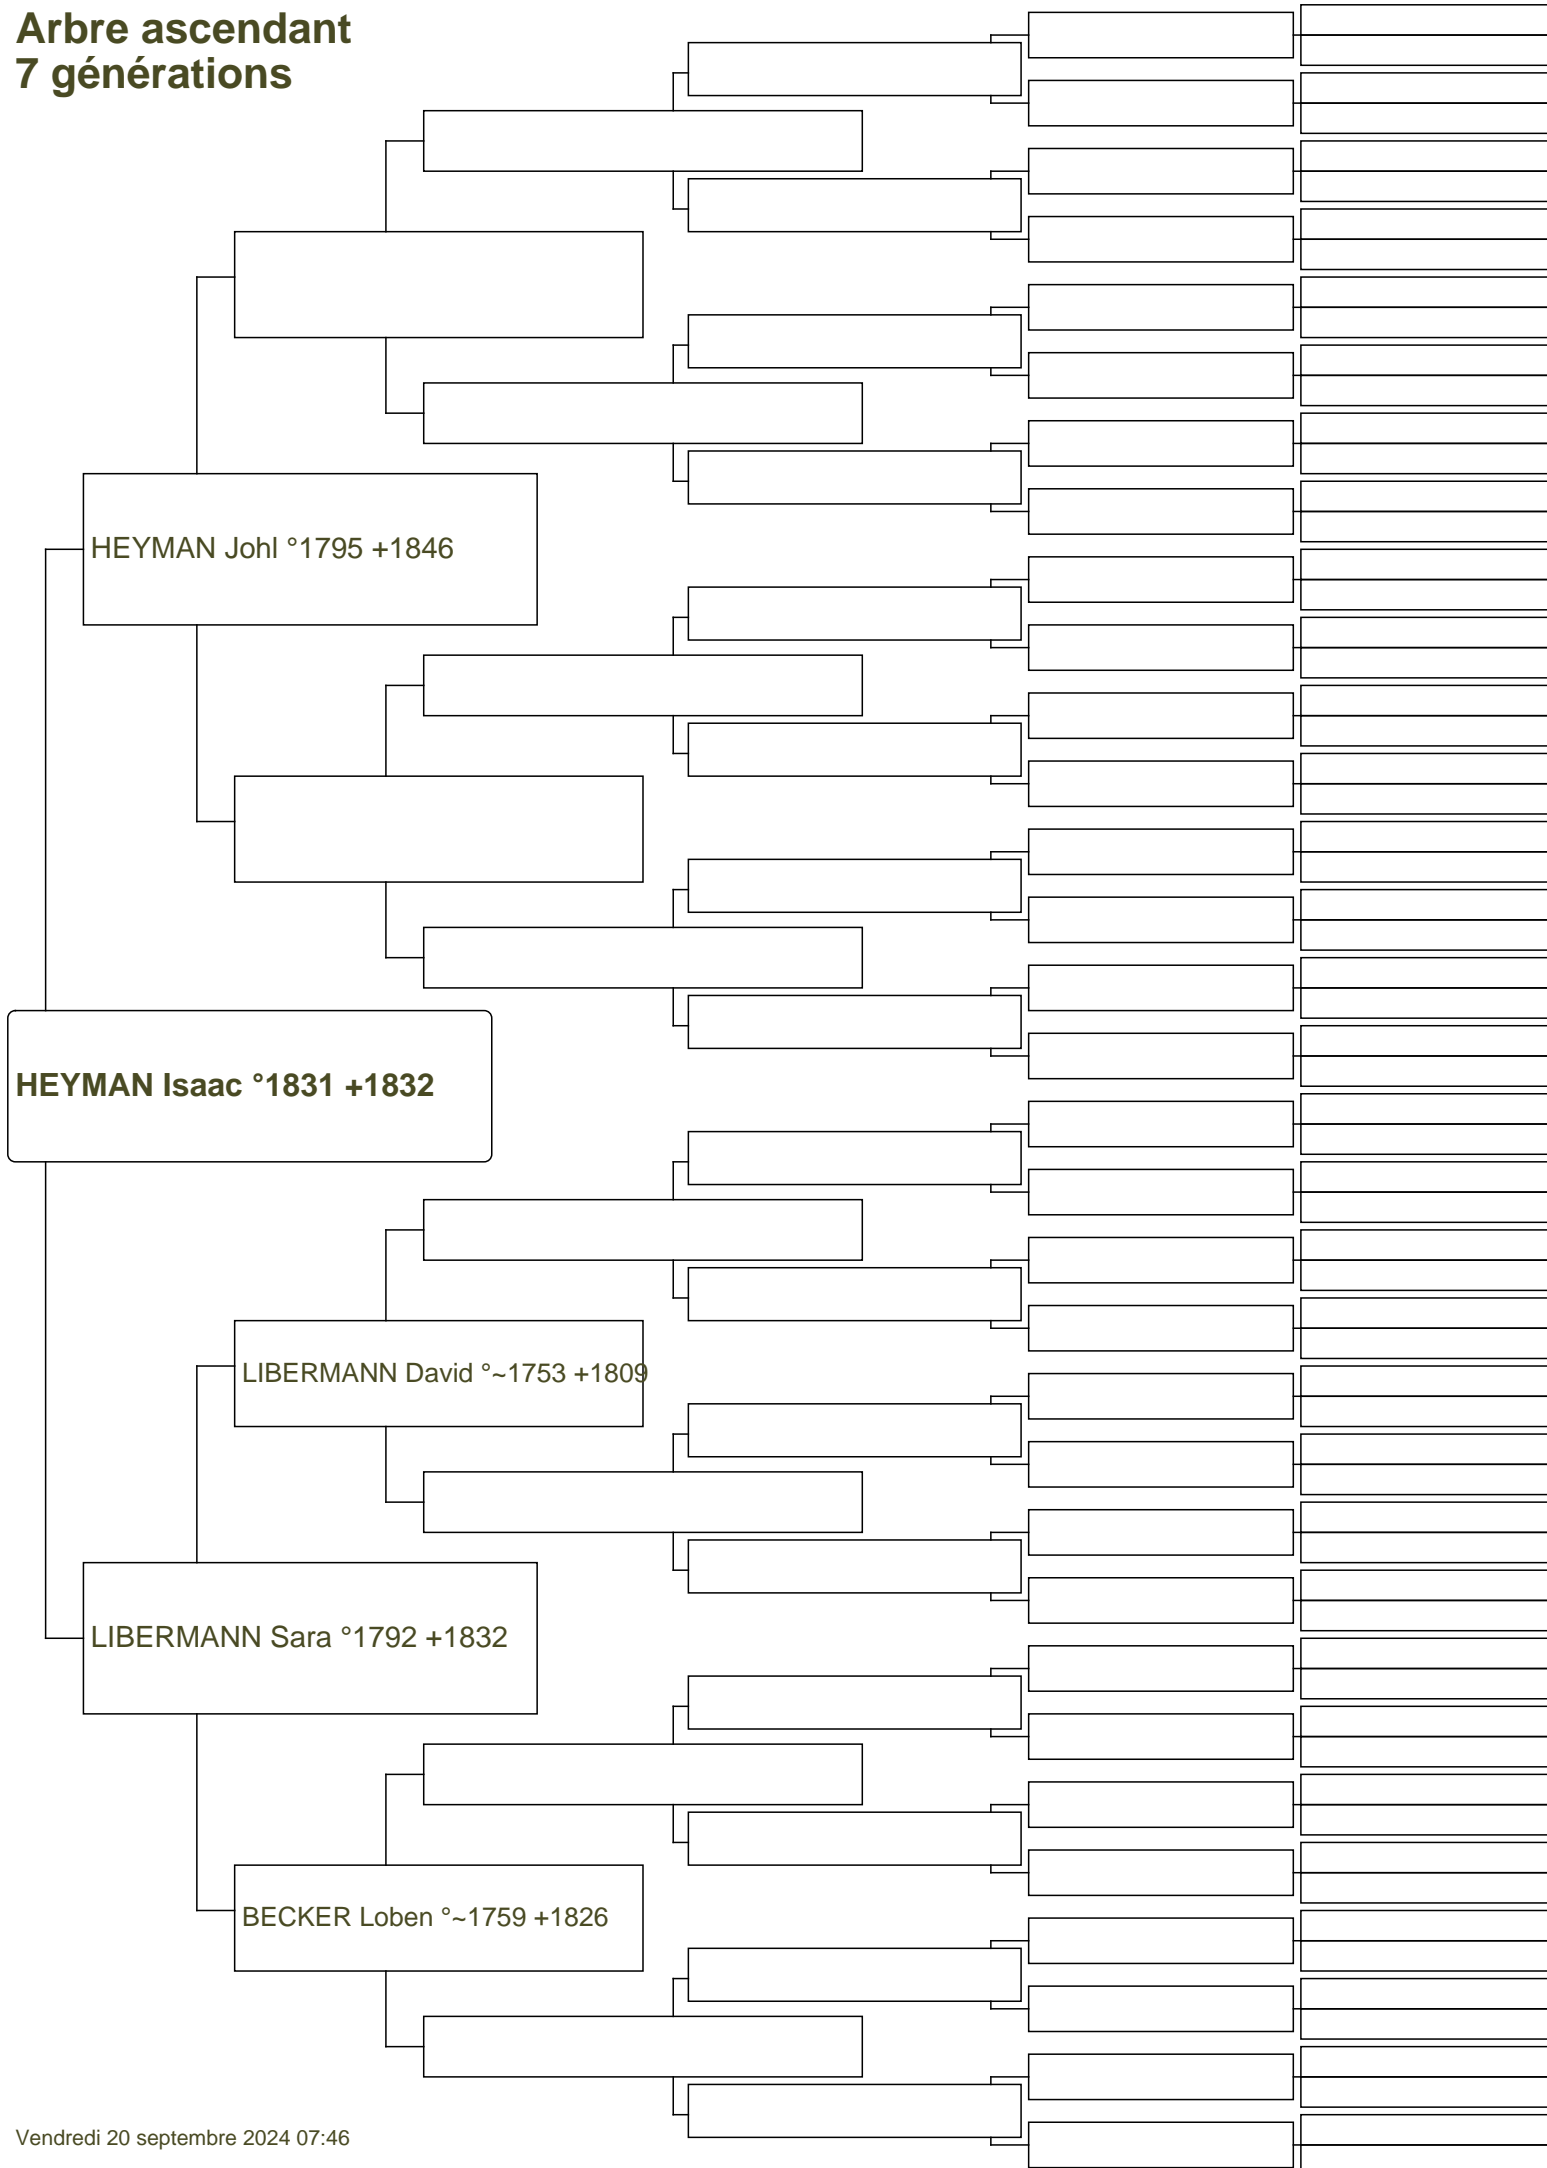 Arbre ascendant
7 générations
HEYMAN Johl °1795 +1846
HEYMAN Isaac °1831 +1832
LIBERMANN David °~1753 +1809
LIBERMANN Sara °1792 +1832
BECKER Loben °~1759 +1826
Vendredi 20 septembre 2024 07:46